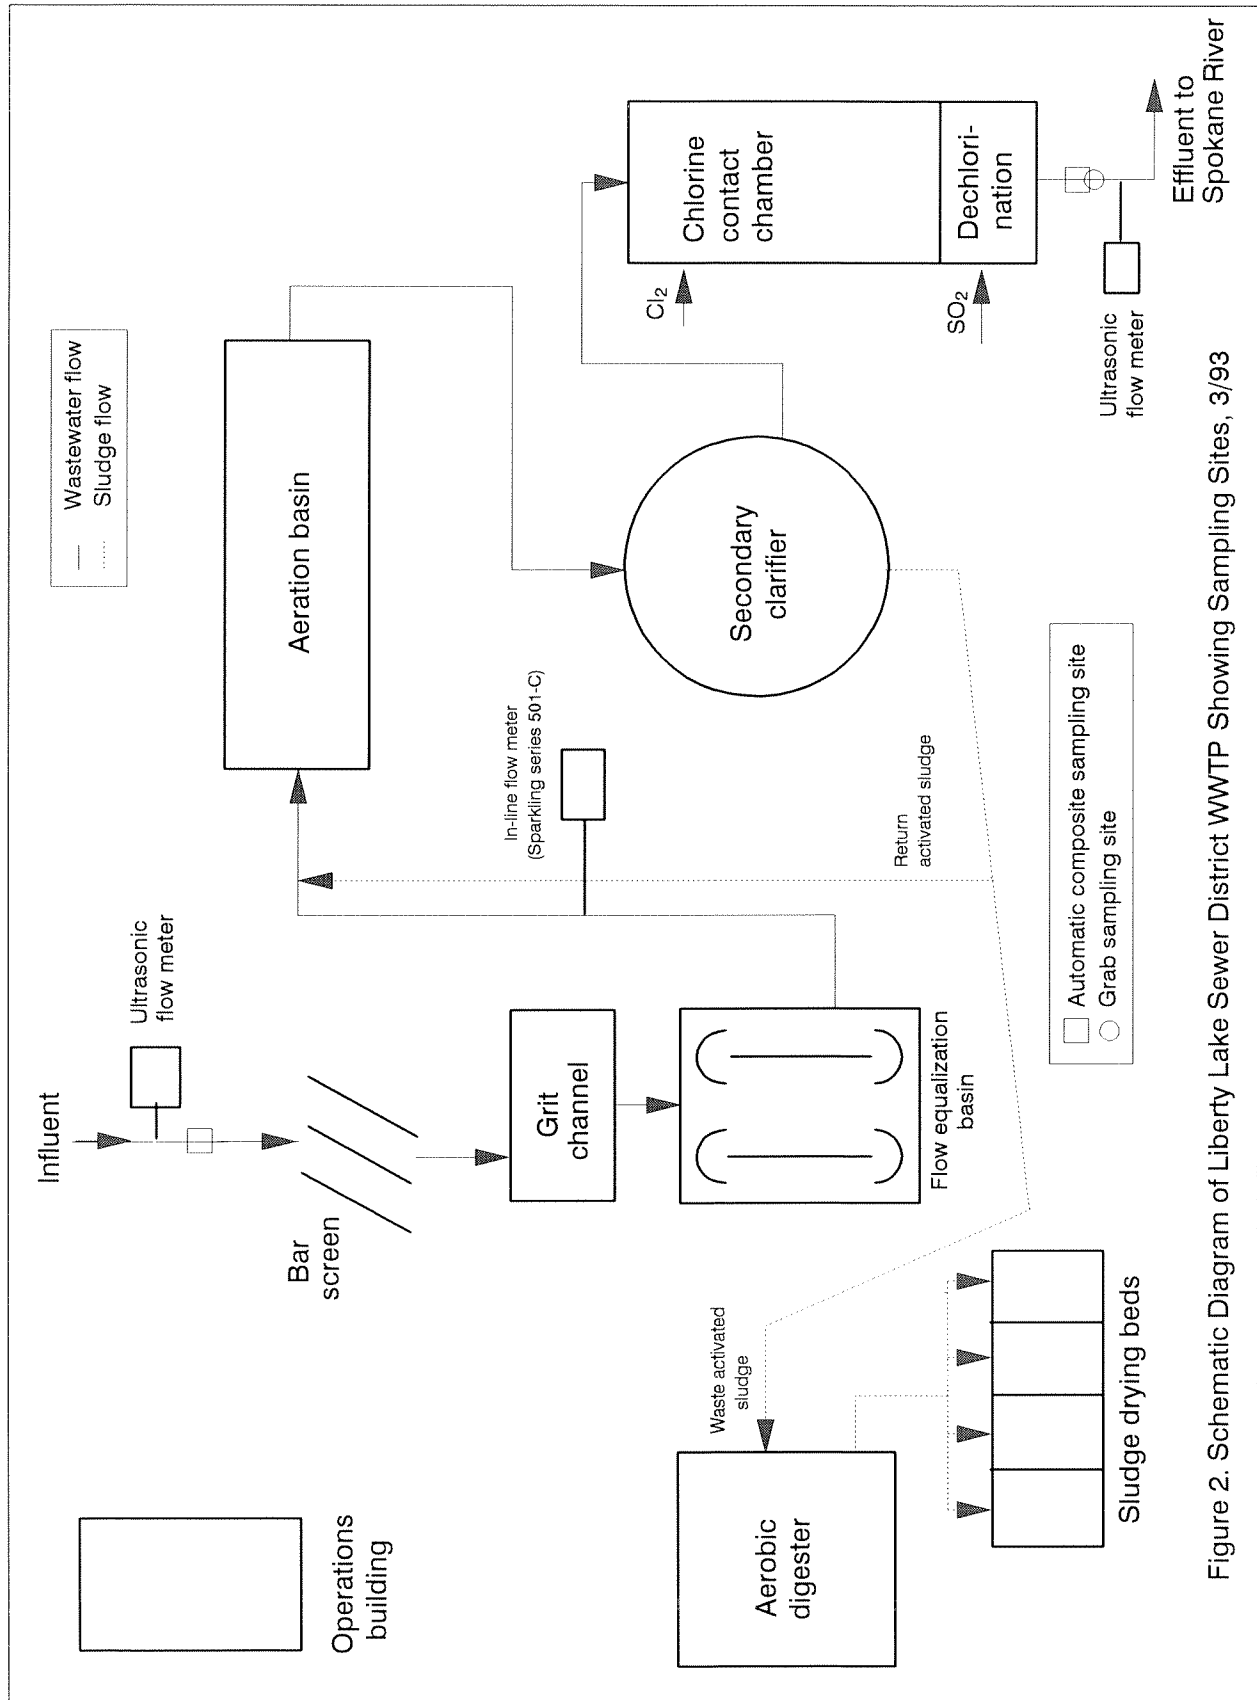 Influent
Ultrasonic
flow meter
Bar
screen
Grit
channel
Flow equalization
basin
In-line flow meter
(Sparkling series 501-C)
Wastewater flow
Sludge flow
Aeration basin
Secondary
clarifier
Return
activated sludge
Cl₂
Chlorine
contact
chamber
SO₂
Dechlori-
nation
Ultrasonic
flow meter
Effluent to
Spokane River
Operations
building
Waste activated
sludge
Aerobic
digester
Sludge drying beds
Automatic composite sampling site
Grab sampling site
Figure 2. Schematic Diagram of Liberty Lake Sewer District WWTP Showing Sampling Sites, 3/93